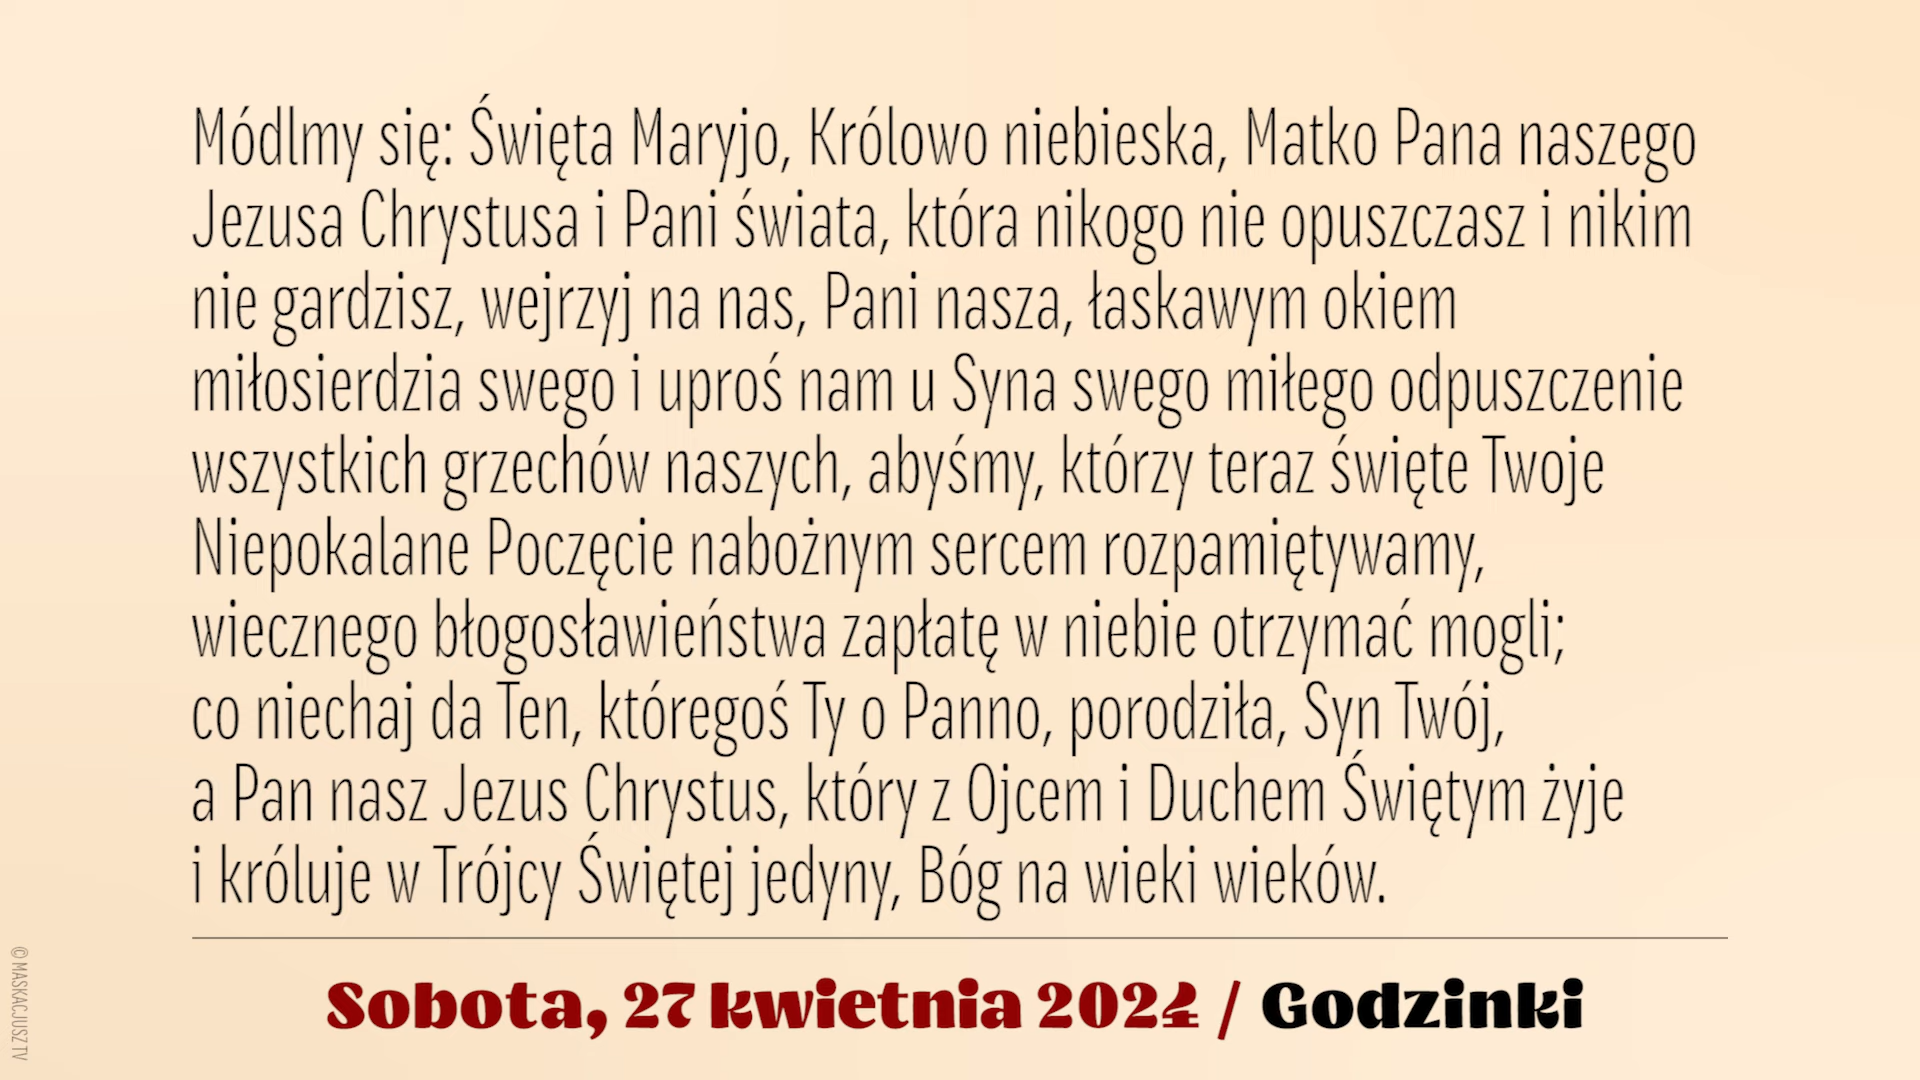 Módlmy się: Święta Maryjo, Królowo niebieska, Matko Pana naszego
Jezusa Chrystusa i Pani świata, która nikogo nie opuszczasz i nikim
nie gardzisz, wejrzyj na nas, Pani nasza, łaskawym okiem
miłosierdzia swego i uproś nam u Syna swego miłego odpuszczenie
wszystkich grzechów naszych, abyśmy, którzy teraz święte Twoje
Niepokalane Poczęcie nabożnym sercem rozpamiętywamy,
wiecznego błogosławieństwa zapłatę w niebie otrzymać mogli;
co niechaj da Ten, któregoś Ty o Panno, porodziła, Syn Twój,
a Pan nasz Jezus Chrystus, który z Ojcem i Duchem Świętym żyje
i króluje w Trójcy Świętej jedyny, Bóg na wieki wieków.
Sobota, 27 kwietnia 2024 / Godzinki
© MASKACJUSZ TV